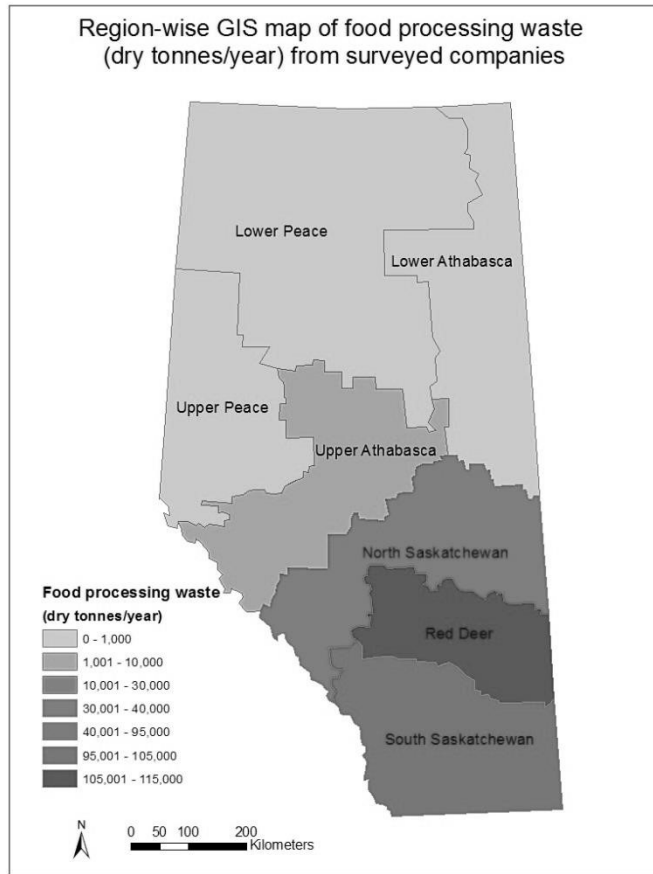 Region-wise GIS map of food processing waste
(dry tonnes/year) from surveyed companies
Lower Peace
Lower Athabasca
Upper Peace
Upper Athabasca
North Saskatchewan
Red Deer
South Saskatchewan
Food processing waste
(dry tonnes/year)
0 - 1,000
1,001 - 10,000
10,001 - 30,000
30,001 - 40,000
40,001 - 95,000
95,001 - 105,000
105,001 - 115,000
N
0 50 100 200
Kilometers